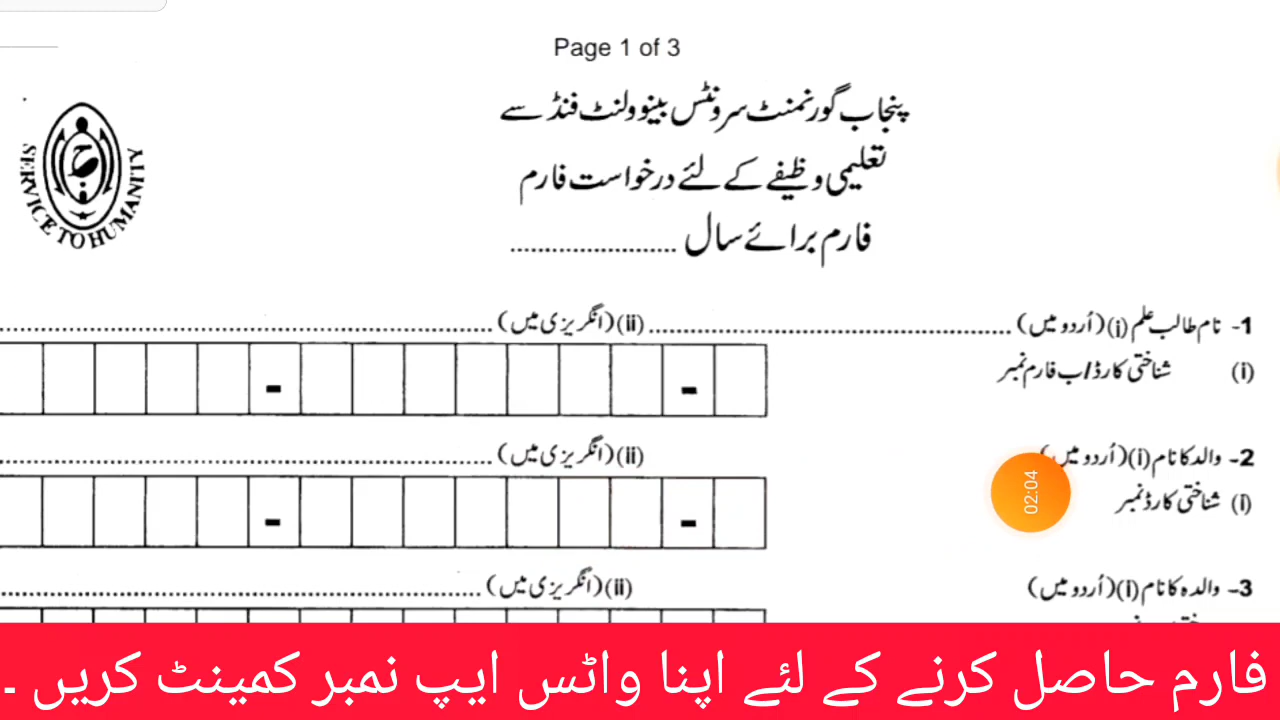 Page 1 of 3
پنجاب گورنمنٹ سرونٹس بینوولنٹ فنڈ سے
تعلیمی وظیفے کے لئے درخواست فارم
فارم برائے سال ......................
SERVICE TO HUMANITY
1- نام طالب علم (i) (اُردو میں) ...................................................... (ii) (انگریزی میں) ......................................................
(i) شناختی کارڈ/ب فارم نمبر - -
2- والد کا نام (i) (اُردو میں) (ii) (انگریزی میں) ......................................................
(i) شناختی کارڈ نمبر - -
02:04
3- والدہ کا نام (i) (اُردو میں) (ii) (انگریزی میں) ......................................................
فارم حاصل کرنے کے لئے اپنا واٹس ایپ نمبر کمینٹ کریں ۔